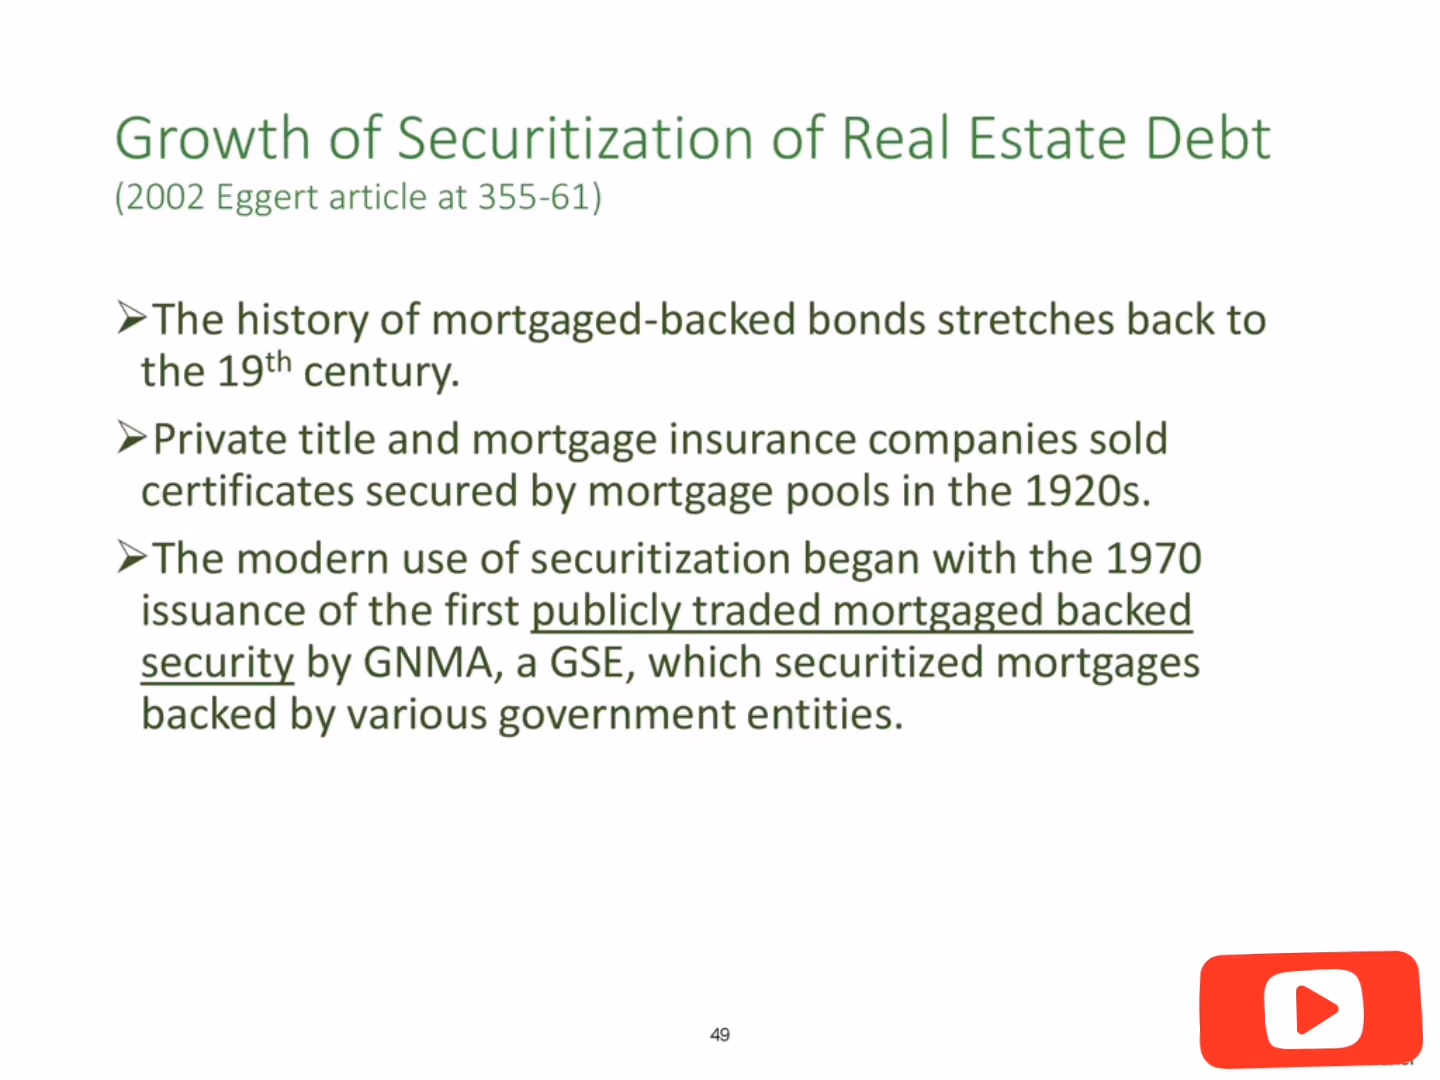 Growth of Securitization of Real Estate Debt
(2002 Eggert article at 355-61)
➢The history of mortgaged-backed bonds stretches back to
the 19th century.
➢Private title and mortgage insurance companies sold
certificates secured by mortgage pools in the 1920s.
➢The modern use of securitization began with the 1970
issuance of the first publicly traded mortgaged backed
security by GNMA, a GSE, which securitized mortgages
backed by various government entities.
49